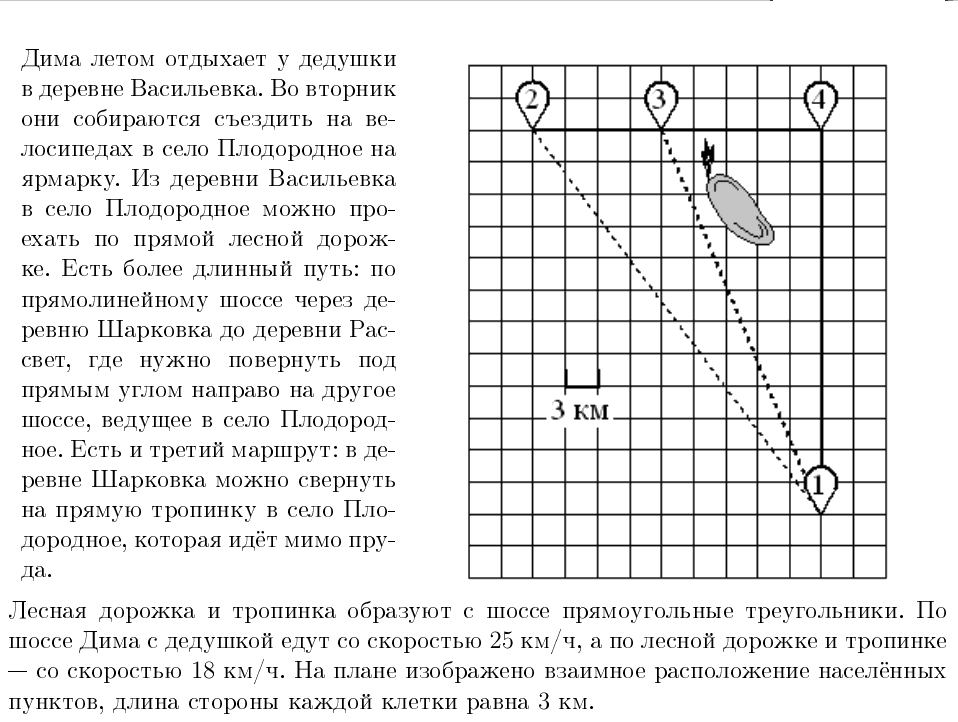 Дима летом отдыхает у дедушки
в деревне Васильевка. Во вторник
они собираются съездить на ве-
лосипедах в село Плодородное на
ярмарку. Из деревни Васильевка
в село Плодородное можно про-
ехать по прямой лесной дорож-
ке. Есть более длинный путь: по
прямолинейному шоссе через де-
ревню Шарковка до деревни Рас-
свет, где нужно повернуть под
прямым углом направо на другое
шоссе, ведущее в село Плодород-
ное. Есть и третий маршрут: в де-
ревне Шарковка можно свернуть
на прямую тропинку в село Пло-
дородное, которая идёт мимо пру-
да.
2 3 4
3 км
1
Лесная дорожка и тропинка образуют с шоссе прямоугольные треугольники. По
шоссе Дима с дедушкой едут со скоростью 25 км/ч, а по лесной дорожке и тропинке
— со скоростью 18 км/ч. На плане изображено взаимное расположение населённых
пунктов, длина стороны каждой клетки равна 3 км.